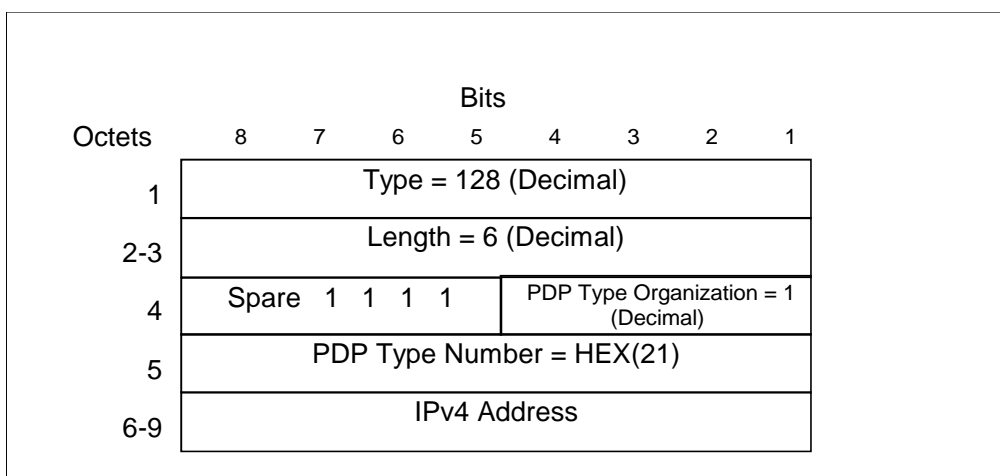 Bits
Octets 8 7 6 5 4 3 2 1
1 Type = 128 (Decimal)
2-3 Length = 6 (Decimal)
4 Spare 1 1 1 1 PDP Type Organization = 1
(Decimal)
5 PDP Type Number = HEX(21)
6-9 IPv4 Address